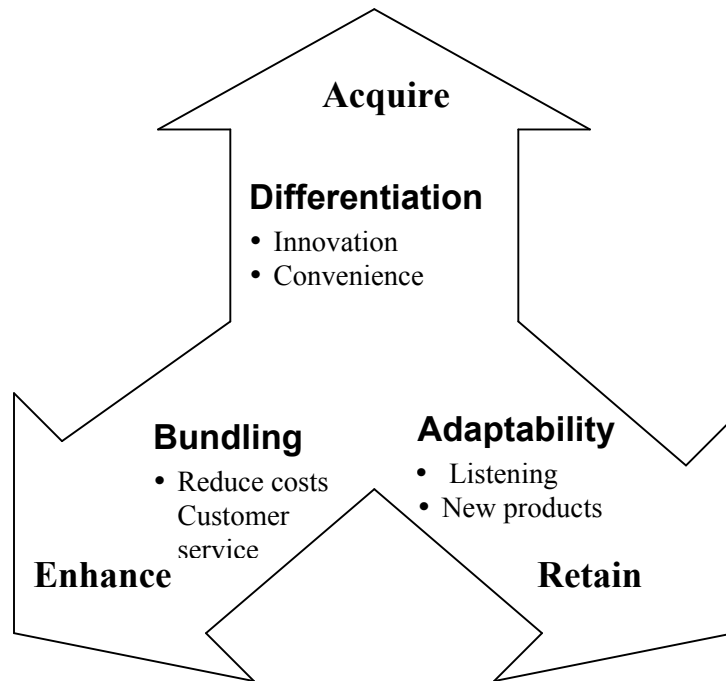 Acquire
Differentiation
• Innovation
• Convenience
Bundling
• Reduce costs
Customer
service
Enhance
Adaptability
• Listening
• New products
Retain